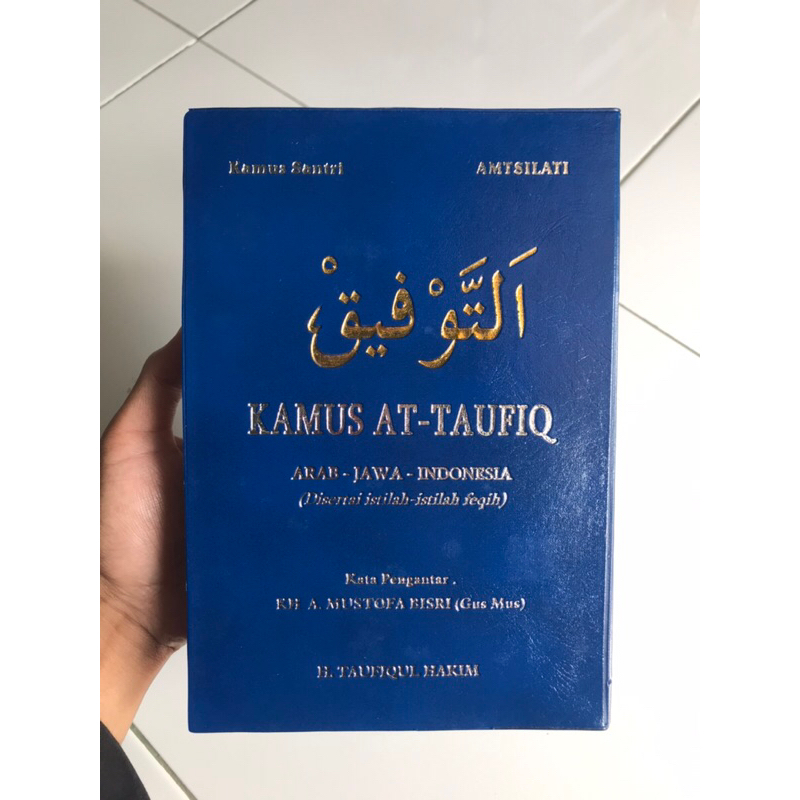 Kamus Santri AMTSILATI
اَلتَّوْفِيقْ
KAMUS AT-TAUFIQ
ARAB - JAWA - INDONESIA
(Disertai istilah-istilah feqih)
Kata Pengantar .
KH A. MUSTOFA BISRI (Gus Mus)
H. TAUFIQUL HAKIM